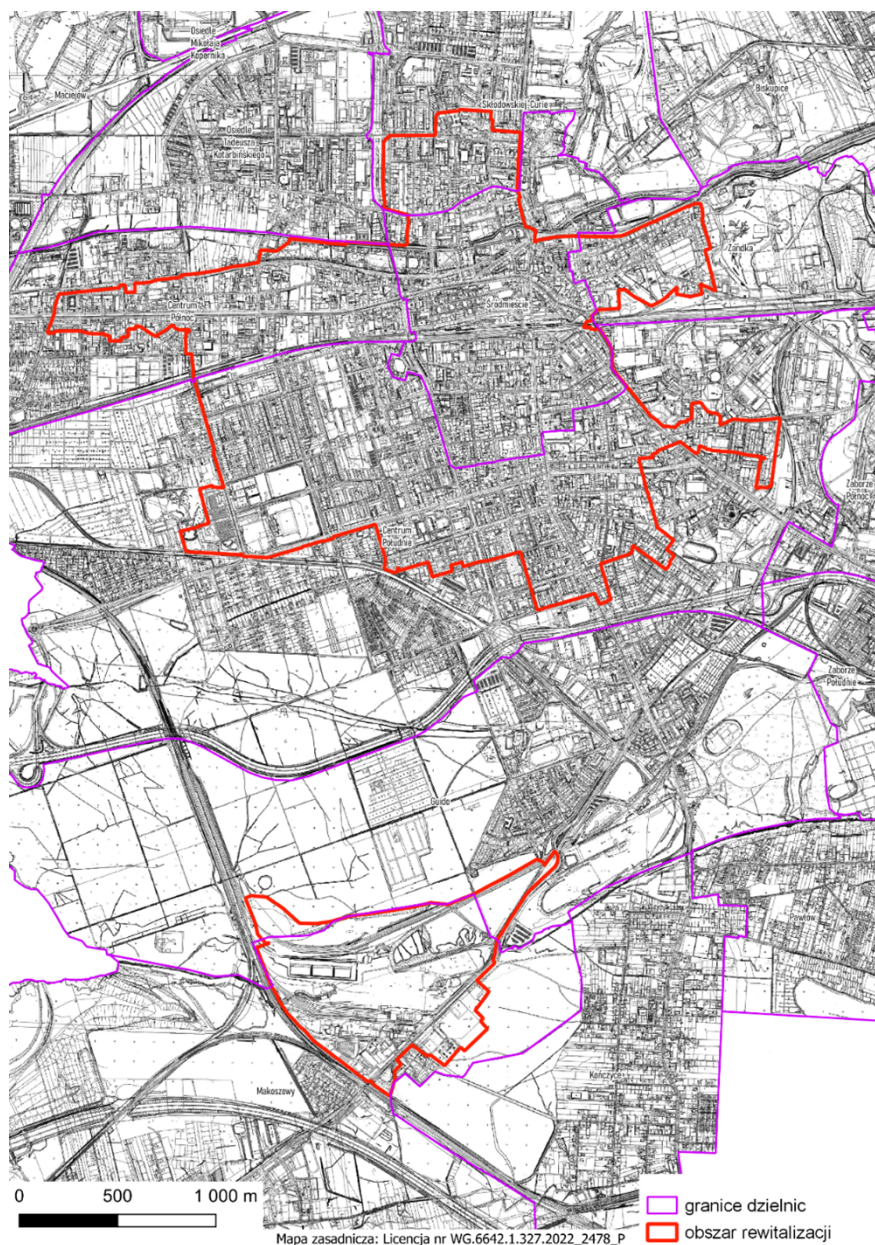 Osiedle
Mikołaja
Kopernika
Maciejów
Biskupice
Skłodowskiej-Curie
Osiedle
Tadeusza
Kotarbińskiego
Zandka
Centrum
Północ
Śródmieście
Zaborze
Północ
Centrum
Południe
Zaborze
Południe
Guido
Pawłów
Kończyce
Makoszowy
0 500 1 000 m
granice dzielnic
obszar rewitalizacji
Mapa zasadnicza: Licencja nr WG.6642.1.327.2022_2478_P